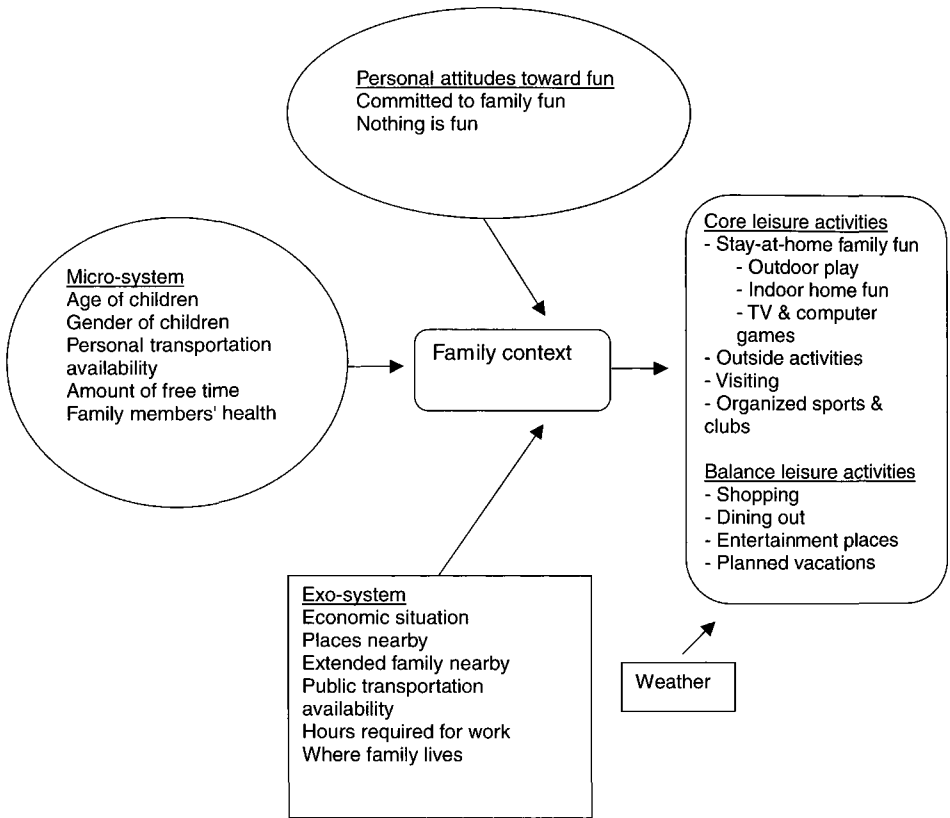 Personal attitudes toward fun
Committed to family fun
Nothing is fun
Micro-system
Age of children
Gender of children
Personal transportation
availability
Amount of free time
Family members' health
Family context
Core leisure activities
- Stay-at-home family fun
- Outdoor play
- Indoor home fun
- TV & computer
games
- Outside activities
- Visiting
- Organized sports &
clubs
Balance leisure activities
- Shopping
- Dining out
- Entertainment places
- Planned vacations
Exo-system
Economic situation
Places nearby
Extended family nearby
Public transportation
availability
Hours required for work
Where family lives
Weather